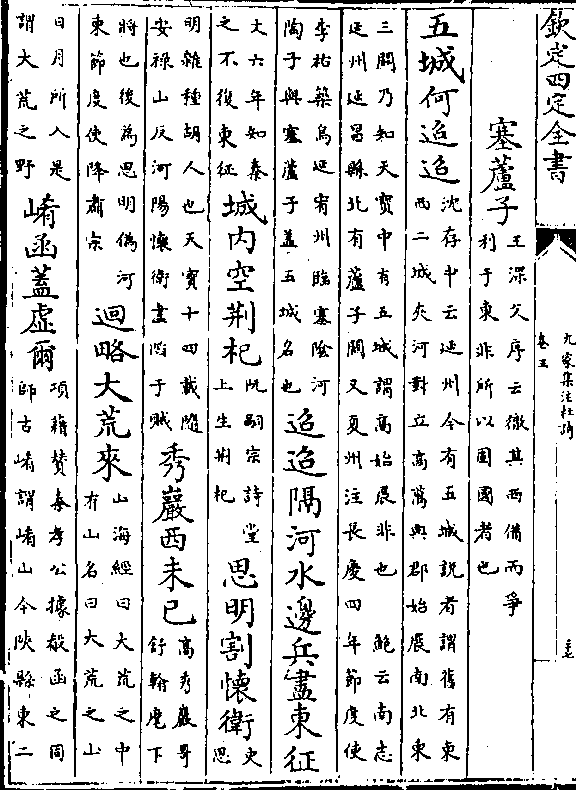 欽定四庫全書
九家集注杜詩
塞蘆子
王深父序云徹其西備而爭
利于東非所以固國者也
五城何迢迢
沈存中云延州今有五城説者謂舊有東
西二城夾河對立高萬興郡始展南北東
三關乃知天寳中有五城謂高始展非也 鮑云南志
延州延昌縣北有蘆子關又夏州注長慶四年節度使
李祐築烏延宥州臨塞隂河
陶子與塞蘆子蓋五城名也
迢迢隔河水邊兵盡東征
文六年知秦
之不復東征
城内空荆杞
阮嗣宗詩堂
上生荆杞
思明割懷衛
史
思
明雜種胡人也天寶十四載隨
安禄山反河陽懷衛盡陷于賊
秀巖西未已
高秀巖哥
舒翰麾下
將也後為思明偽河
東節度使降肅宗
迴略大荒來
山海經曰大荒之中
有山名曰大荒之山
日月所入是
謂大荒之野
崤函蓋虚爾
項籍贊秦孝公據殽函之固
師古崤謂崤山今陜縣東二